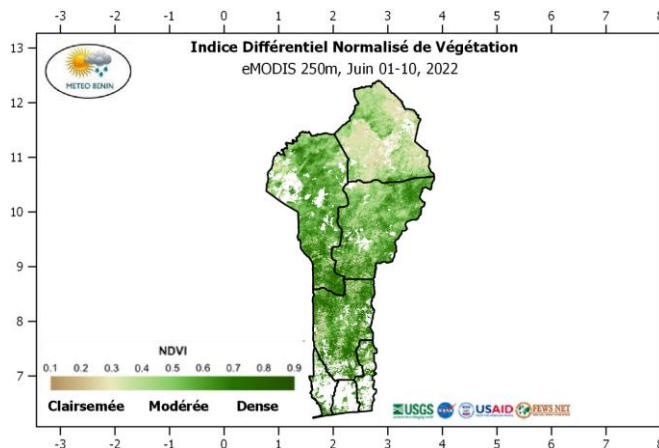 -3 -2 -1 0 1 2 3 4 5 6 7 8
Indice Différentiel Normalisé de Végétation
eMODIS 250m, Juin 01-10, 2022
METEO BENIN
13
12
11
10
9
8
7
NDVI
0.1 0.2 0.3 0.4 0.5 0.6 0.7 0.8 0.9
Clairsemée Modérée Dense
USGS NASA USAID FEWS NET
-3 -2 -1 0 1 2 3 4 5 6 7 8